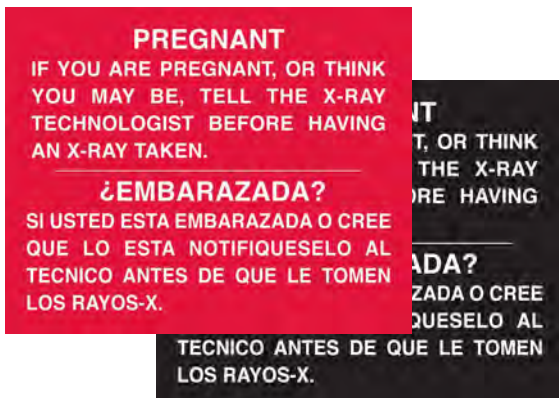 PREGNANT
IF YOU ARE PREGNANT, OR THINK
YOU MAY BE, TELL THE X-RAY
TECHNOLOGIST BEFORE HAVING
AN X-RAY TAKEN.
¿EMBARAZADA?
SI USTED ESTA EMBARAZADA O CREE
QUE LO ESTA NOTIFIQUESELO AL
TECNICO ANTES DE QUE LE TOMEN
LOS RAYOS-X.
NT
T, OR THINK
THE X-RAY
ORE HAVING
ADA?
ZADA O CREE
QUESELO AL
TECNICO ANTES DE QUE LE TOMEN
LOS RAYOS-X.